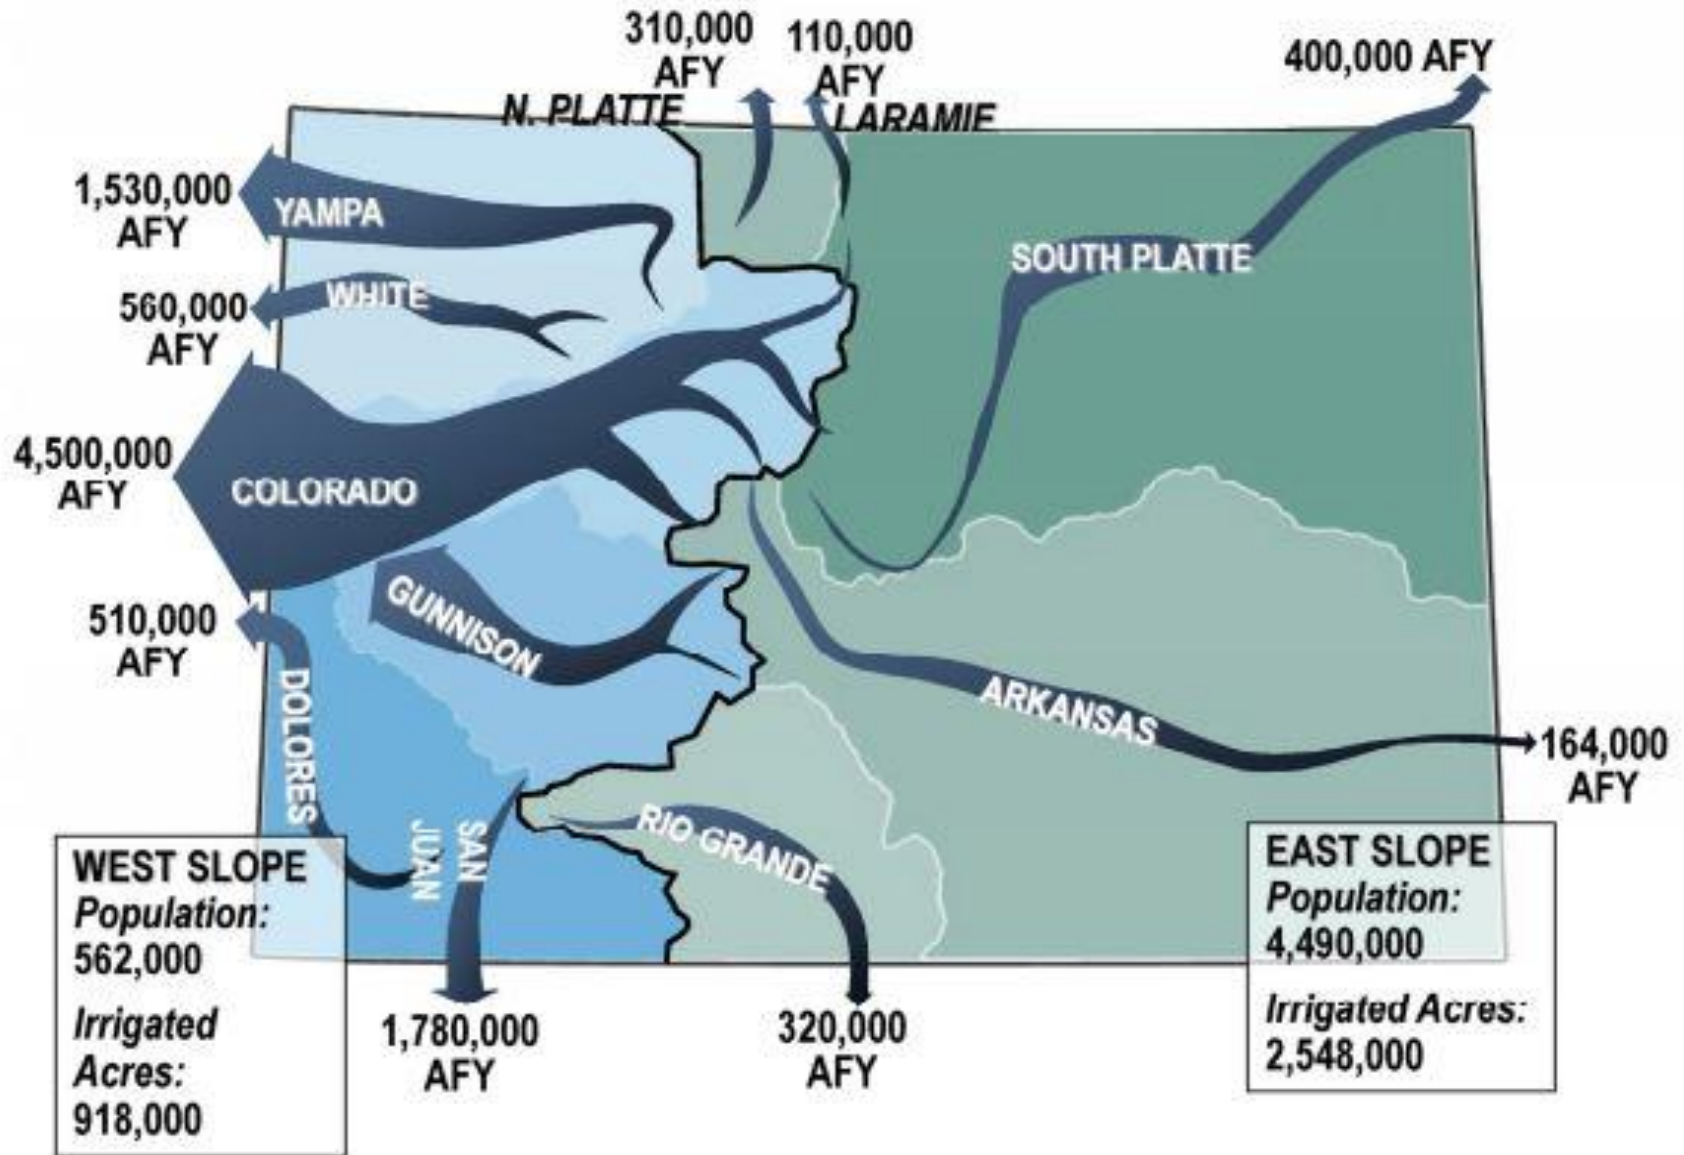 310,000
AFY
110,000
AFY
400,000 AFY
N. PLATTE
LARAMIE
1,530,000
AFY
YAMPA
560,000
AFY
WHITE
SOUTH PLATTE
4,500,000
AFY
COLORADO
510,000
AFY
GUNNISON
DOLORES
ARKANSAS
164,000
AFY
SAN
JUAN
RIO GRANDE
WEST SLOPE
Population:
562,000
Irrigated
Acres:
918,000
1,780,000
AFY
320,000
AFY
EAST SLOPE
Population:
4,490,000
Irrigated Acres:
2,548,000